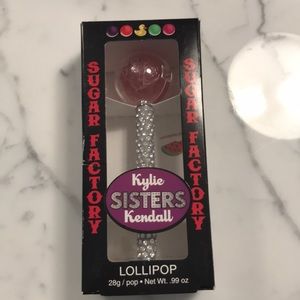 SUGAR FACTORY
SUGAR FACTORY
Kylie
SISTERS
Kendall
LOLLIPOP
28g / pop • Net Wt. .99 oz